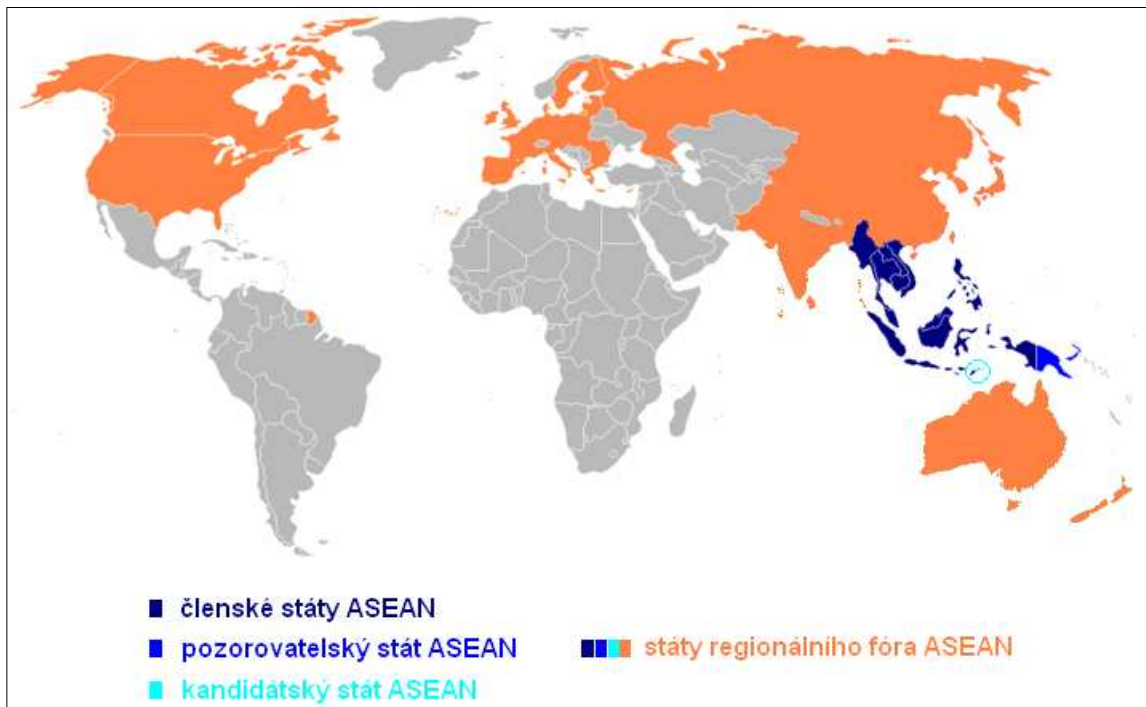 členské státy ASEAN
pozorovatelský stát ASEAN
kandidátský stát ASEAN
státy regionálního fóra ASEAN